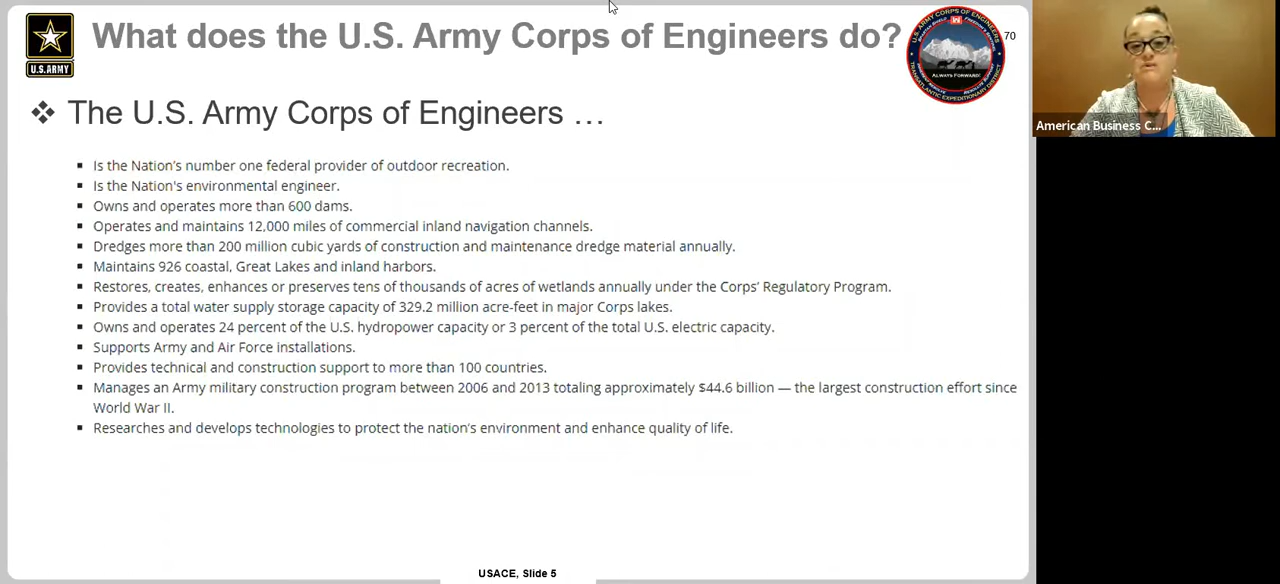 What does the U.S. Army Corps of Engineers do?
U.S.ARMY
U.S. ARMY CORPS OF ENGINEERS
ALWAYS FORWARD!
TRANSATLANTIC EXPEDITIONARY DISTRICT
70
American Business C...
The U.S. Army Corps of Engineers …
Is the Nation's number one federal provider of outdoor recreation.
Is the Nation's environmental engineer.
Owns and operates more than 600 dams.
Operates and maintains 12,000 miles of commercial inland navigation channels.
Dredges more than 200 million cubic yards of construction and maintenance dredge material annually.
Maintains 926 coastal, Great Lakes and inland harbors.
Restores, creates, enhances or preserves tens of thousands of acres of wetlands annually under the Corps' Regulatory Program.
Provides a total water supply storage capacity of 329.2 million acre-feet in major Corps lakes.
Owns and operates 24 percent of the U.S. hydropower capacity or 3 percent of the total U.S. electric capacity.
Supports Army and Air Force installations.
Provides technical and construction support to more than 100 countries.
Manages an Army military construction program between 2006 and 2013 totaling approximately $44.6 billion — the largest construction effort since
World War II.
Researches and develops technologies to protect the nation's environment and enhance quality of life.
USACE, Slide 5